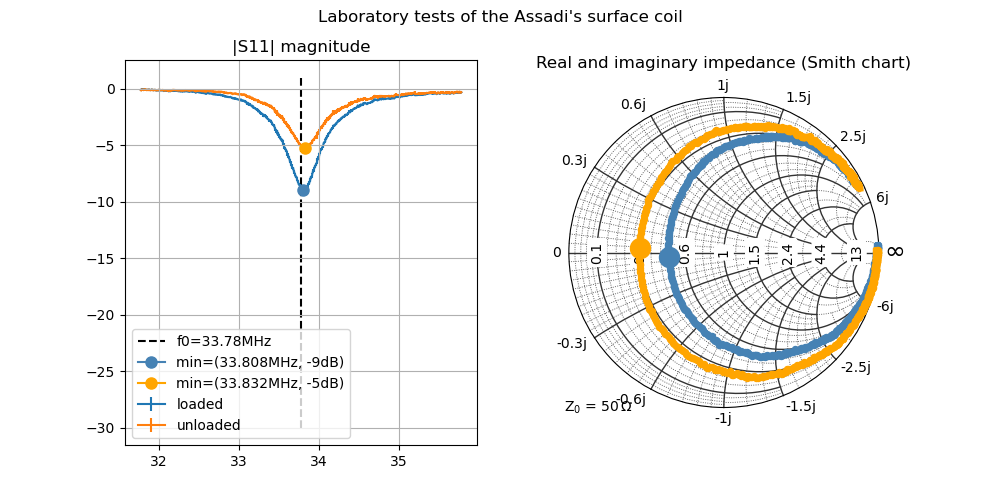 Laboratory tests of the Assadi's surface coil
|S11| magnitude
0
−5
−10
−15
−20
−25
−30
32
33
34
35
f0=33.78MHz
min=(33.808MHz, -9dB)
min=(33.832MHz, -5dB)
loaded
unloaded
Real and imaginary impedance (Smith chart)
1j
0.6j
1.5j
0.3j
2.5j
6j
0
0.1
0.6
1
1.5
2.4
4.4
13
∞
-6j
-0.3j
-2.5j
-0.6j
-1.5j
-1j
Z0 = 50 Ω